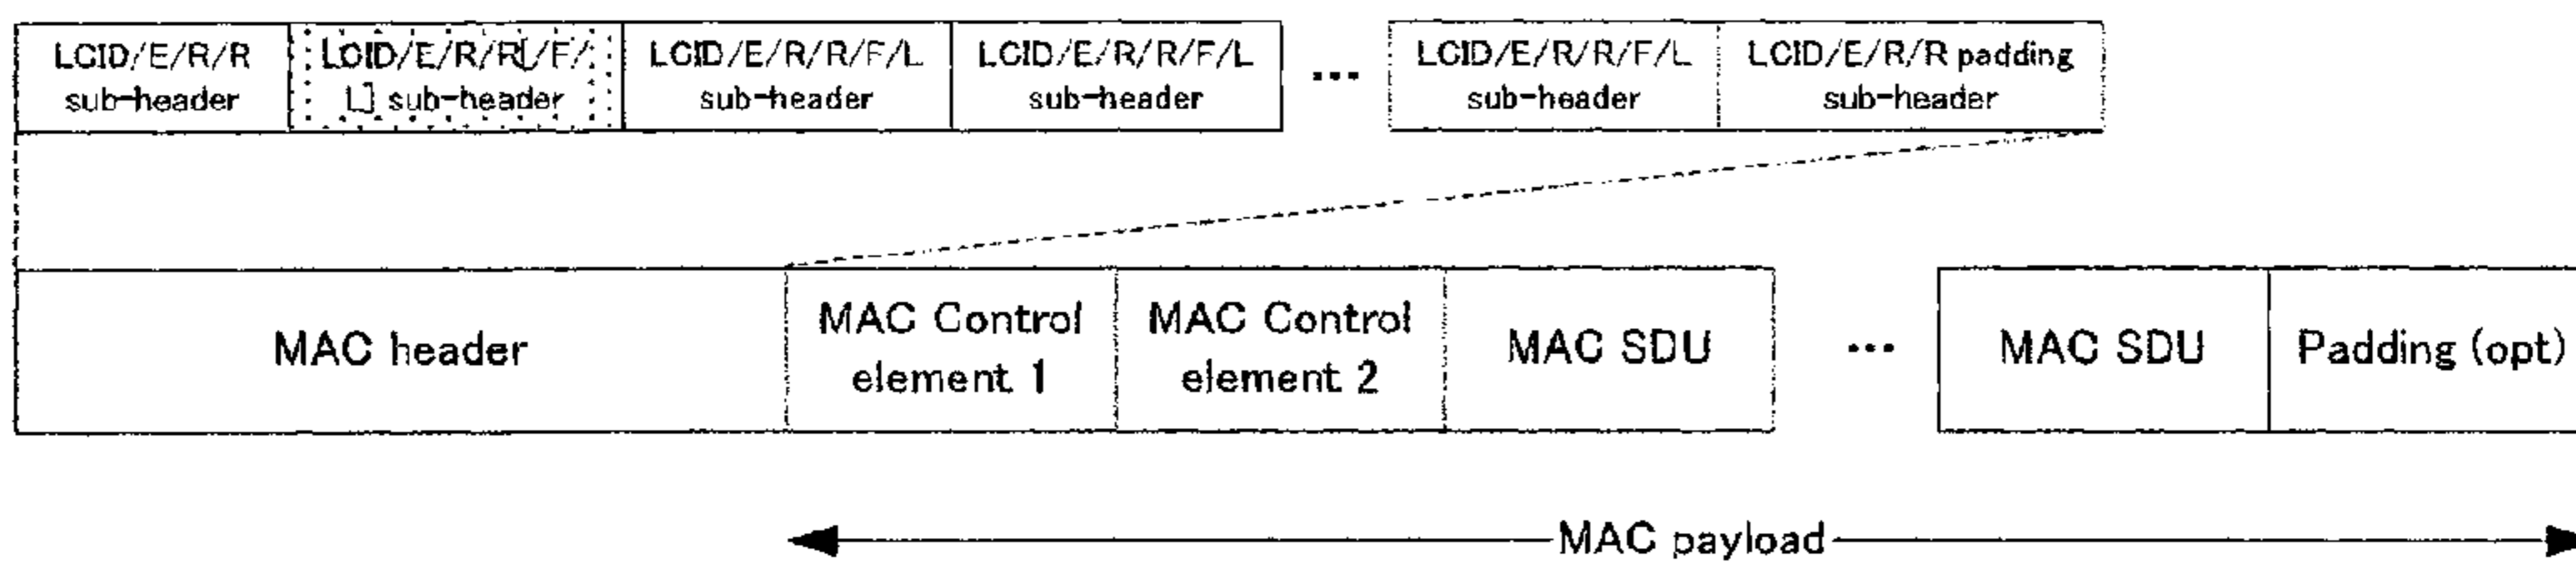 LCID/E/R/R
sub-header
LCID/E/R/R[/F/
L] sub-header
LCID/E/R/R/F/L
sub-header
LCID/E/R/R/F/L
sub-header
...
LCID/E/R/R/F/L
sub-header
LCID/E/R/R padding
sub-header
MAC header
MAC Control
element 1
MAC Control
element 2
MAC SDU
...
MAC SDU
Padding (opt)
MAC payload